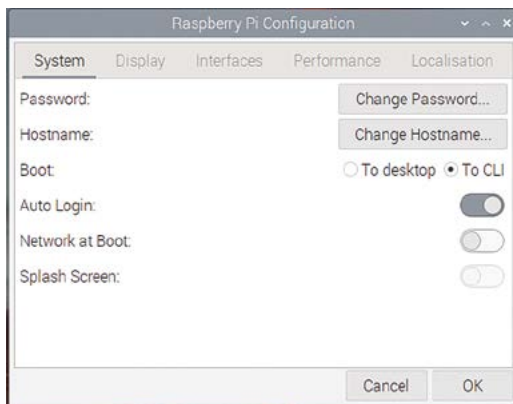 Raspberry Pi Configuration
System Display Interfaces Performance Localisation
Password: Change Password...
Hostname: Change Hostname...
Boot: To desktop To CLI
Auto Login:
Network at Boot:
Splash Screen:
Cancel OK